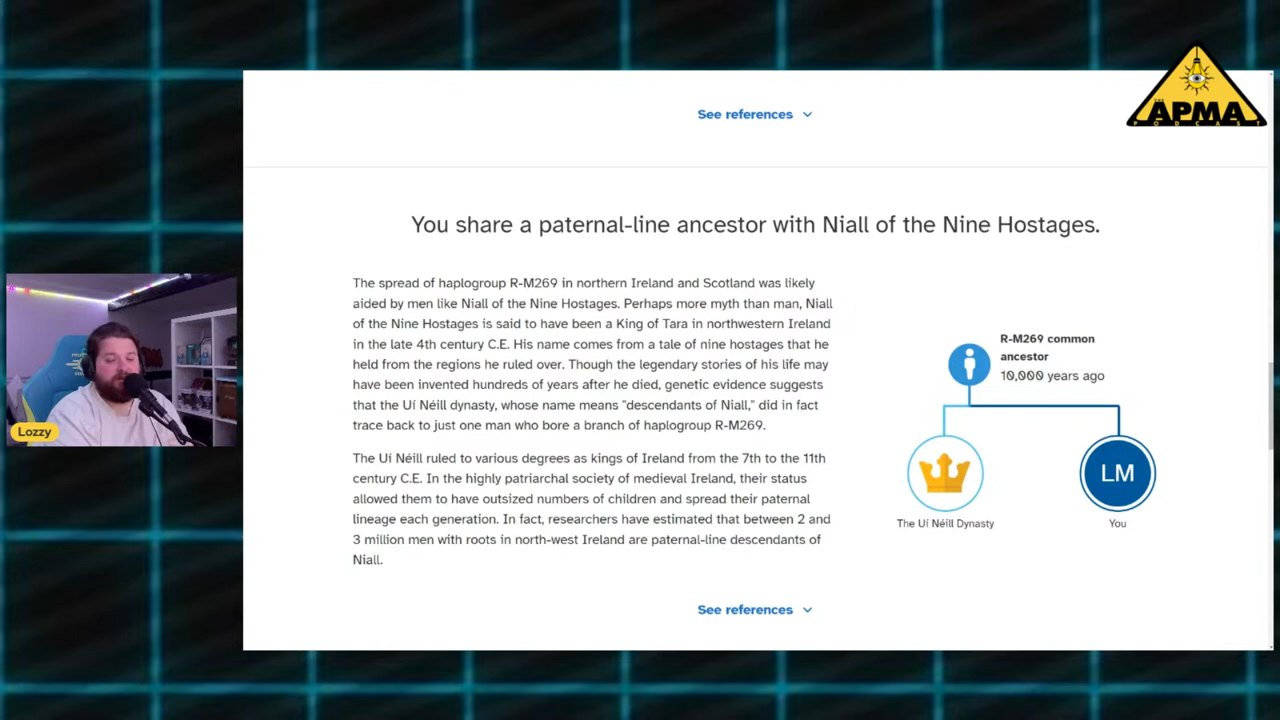 See references
THE
APMA
PODCAST
You share a paternal-line ancestor with Niall of the Nine Hostages.
The spread of haplogroup R-M269 in northern Ireland and Scotland was likely
aided by men like Niall of the Nine Hostages. Perhaps more myth than man, Niall
of the Nine Hostages is said to have been a King of Tara in northwestern Ireland
in the late 4th century C.E. His name comes from a tale of nine hostages that he
held from the regions he ruled over. Though the legendary stories of his life may
have been invented hundreds of years after he died, genetic evidence suggests
that the Uí Néill dynasty, whose name means "descendants of Niall," did in fact
trace back to just one man who bore a branch of haplogroup R-M269.
The Uí Néill ruled to various degrees as kings of Ireland from the 7th to the 11th
century C.E. In the highly patriarchal society of medieval Ireland, their status
allowed them to have outsized numbers of children and spread their paternal
lineage each generation. In fact, researchers have estimated that between 2 and
3 million men with roots in north-west Ireland are paternal-line descendants of
Niall.
R-M269 common
ancestor
10,000 years ago
LM
The Uí Néill Dynasty
You
See references
Lozzy